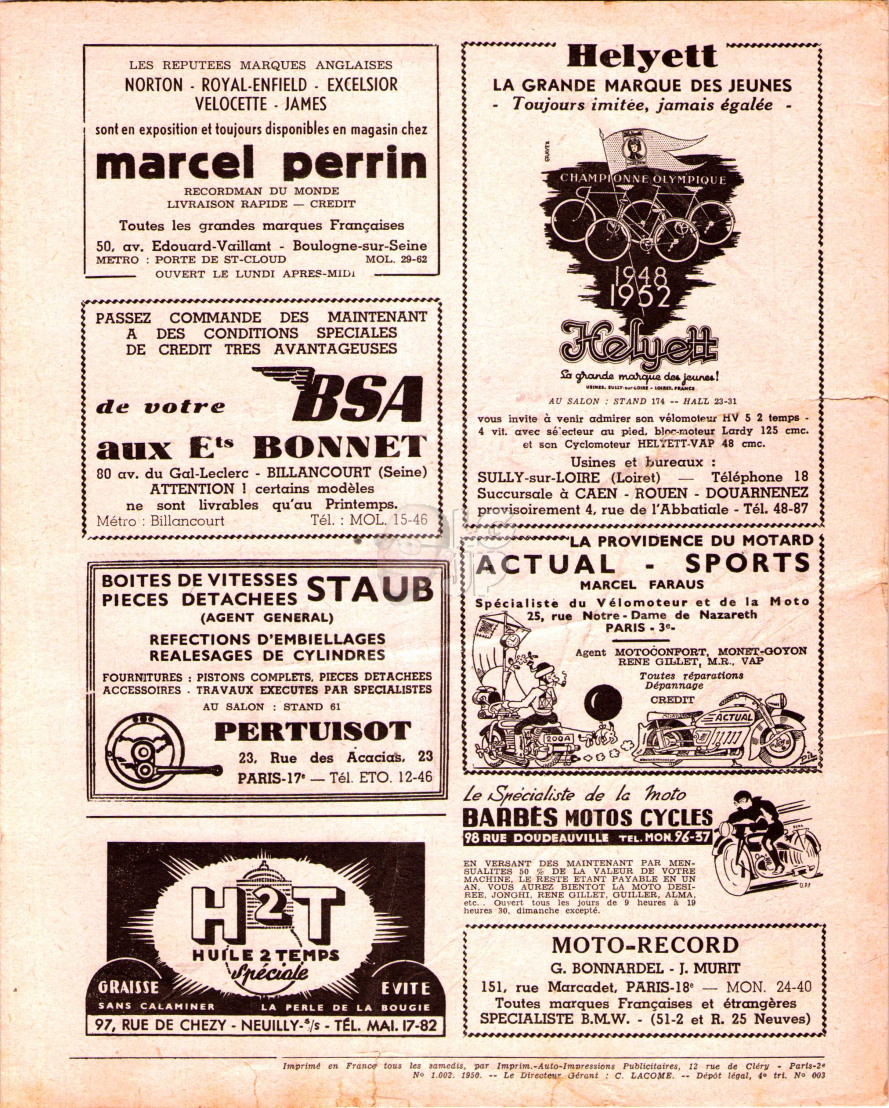 LES REPUTEES MARQUES ANGLAISES
NORTON - ROYAL-ENFIELD - EXCELSIOR
VELOCETTE - JAMES
sont en exposition et toujours disponibles en magasin chez
marcel perrin
RECORDMAN DU MONDE
LIVRAISON RAPIDE — CREDIT
Toutes les grandes marques Françaises
50, av. Edouard-Vaillant - Boulogne-sur-Seine
METRO : PORTE DE ST-CLOUD MOL. 29-62
OUVERT LE LUNDI APRES-MIDI
PASSEZ COMMANDE DES MAINTENANT
A DES CONDITIONS SPECIALES
DE CREDIT TRES AVANTAGEUSES
de votre BSA
aux Ets BONNET
80 av. du Gal-Leclerc - BILLANCOURT (Seine)
ATTENTION ! certains modèles
ne sont livrables qu'au Printemps.
Métro : Billancourt Tél. : MOL. 15-46
BOITES DE VITESSES
PIECES DETACHEES STAUB
(AGENT GENERAL)
REFECTIONS D'EMBIELLAGES
REALESAGES DE CYLINDRES
FOURNITURES : PISTONS COMPLETS, PIECES DETACHEES
ACCESSOIRES - TRAVAUX EXECUTES PAR SPECIALISTES
AU SALON : STAND 61
PERTUISOT
23, Rue des Acacias, 23
PARIS-17e — Tél. ETO. 12-46
H2T
HUILE 2 TEMPS
Spéciale
GRAISSE
SANS CALAMINER
EVITE
LA PERLE DE LA BOUGIE
97, RUE DE CHEZY - NEUILLY-s/s - TÉL. MAI. 17-82
Helyett
LA GRANDE MARQUE DES JEUNES
- Toujours imitée, jamais égalée -
CHAMPIONNE OLYMPIQUE
1948
1952
Helyett
La grande marque des jeunes!
USINES. SULLY-sur-LOIRE - LOIRET. FRANCE
AU SALON : STAND 174 -- HALL 23-31
vous invite à venir admirer son vélomoteur HV 5 2 temps -
4 vit. avec sélecteur au pied, bloc-moteur Lardy 125 cmc.
et son Cyclomoteur HELYETT-VAP 48 cmc.
Usines et bureaux :
SULLY-sur-LOIRE (Loiret) — Téléphone 18
Succursale à CAEN - ROUEN - DOUARNENEZ
provisoirement 4, rue de l'Abbatiale - Tél. 48-87
LA PROVIDENCE DU MOTARD
ACTUAL - SPORTS
MARCEL FARAUS
Spécialiste du Vélomoteur et de la Moto
25, rue Notre-Dame de Nazareth
PARIS - 3e-
Agent MOTOCONFORT, MONET-GOYON
RENE GILLET, M.R., VAP
Toutes réparations
Dépannage
CREDIT
200A
ACTUAL
Le Spécialiste de la Moto
BARBÈS MOTOS CYCLES
98 RUE DOUDEAUVILLE TEL. MON. 96-37
EN VERSANT DES MAINTENANT PAR MEN-
SUALITES 50 % DE LA VALEUR DE VOTRE
MACHINE, LE RESTE ETANT PAYABLE EN UN
AN, VOUS AUREZ BIENTOT LA MOTO DESI-
REE, JONGHI, RENE GILLET, GUILLER, ALMA,
etc... Ouvert tous les jours de 9 heures à 19
heures 30, dimanche excepté.
MOTO-RECORD
G. BONNARDEL - J. MURIT
151, rue Marcadet, PARIS-18e — MON. 24-40
Toutes marques Françaises et étrangères
SPECIALISTE B.M.W. - (51-2 et R. 25 Neuves)
Imprimé en France tous les samedis, par Imprim.-Auto-Impressions Publicitaires, 12 rue de Cléry - Paris-2e
No 1.002. 1950. -- Le Directeur Gérant : C. LACOME. -- Dépôt légal, 4e tri. No 003